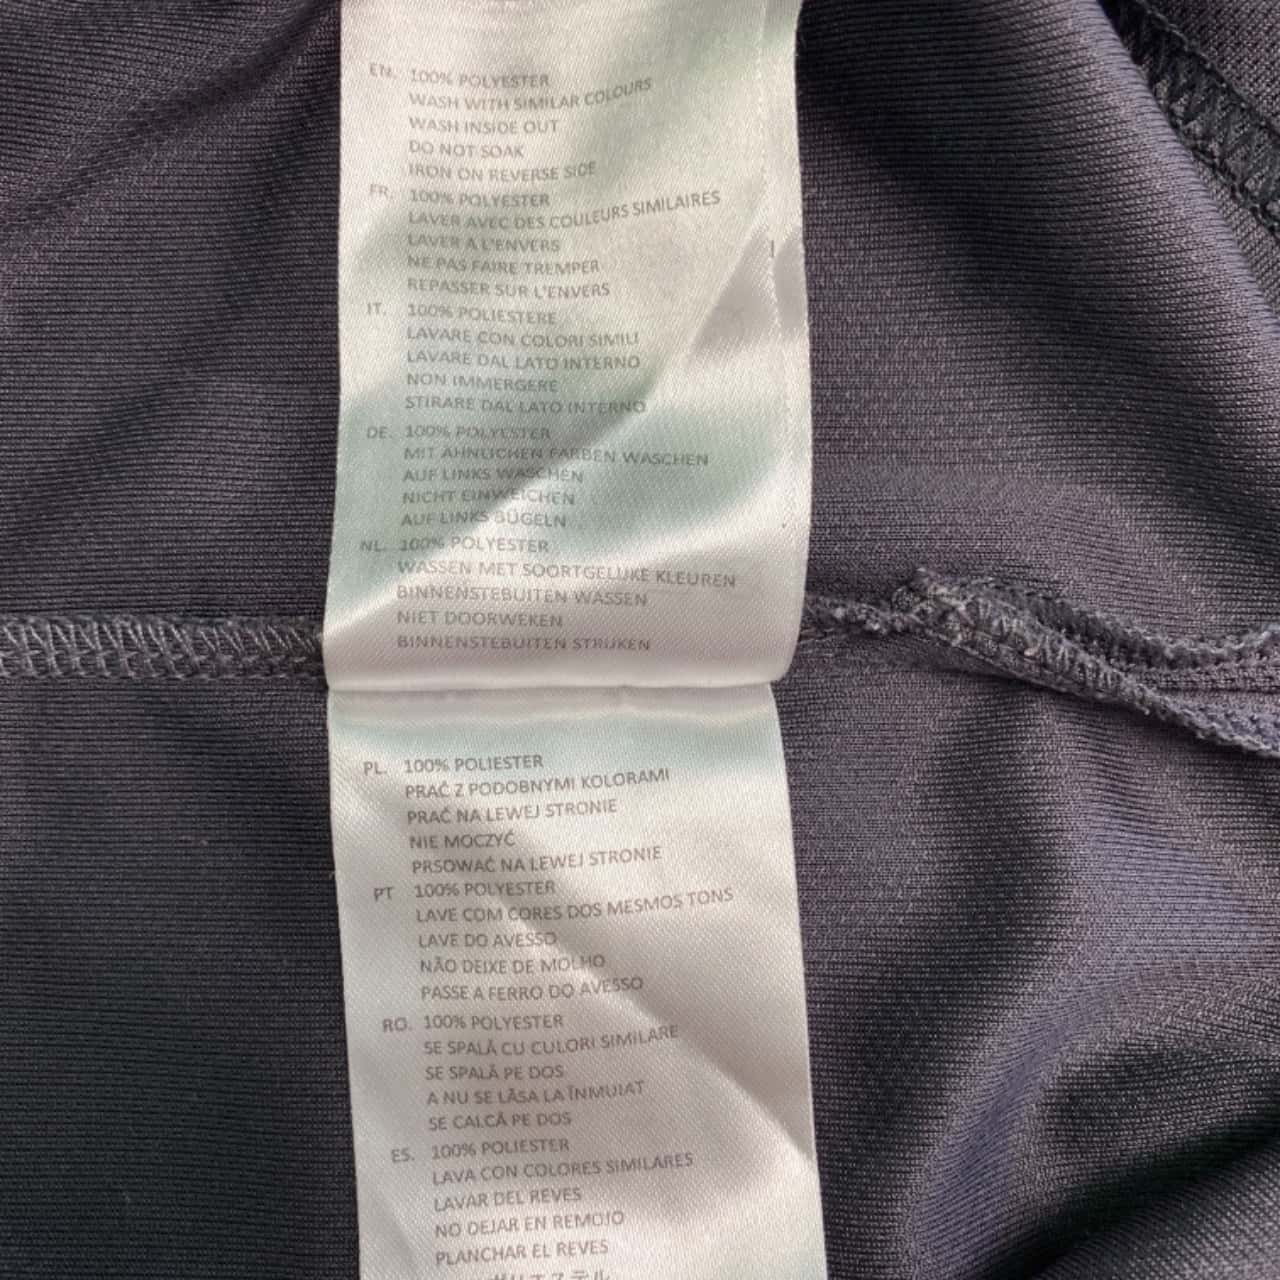 EN. 100% POLYESTER
WASH WITH SIMILAR COLOURS
WASH INSIDE OUT
DO NOT SOAK
IRON ON REVERSE SIDE
FR. 100% POLYESTER
LAVER AVEC DES COULEURS SIMILAIRES
LAVER A L'ENVERS
NE PAS FAIRE TREMPER
REPASSER SUR L'ENVERS
IT. 100% POLIESTERE
LAVARE CON COLORI SIMILI
LAVARE DAL LATO INTERNO
NON IMMERGERE
STIRARE DAL LATO INTERNO
DE. 100% POLYESTER
MIT ÄHNLICHEN FARBEN WASCHEN
AUF LINKS WASCHEN
NICHT EINWEICHEN
AUF LINKS BÜGELN
NL. 100% POLYESTER
WASSEN MET SOORTGELIJKE KLEUREN
BINNENSTEBUITEN WASSEN
NIET DOORWEKEN
BINNENSTEBUITEN STRIJKEN
PL. 100% POLIESTER
PRAĆ Z PODOBNYMI KOLORAMI
PRAĆ NA LEWEJ STRONIE
NIE MOCZYĆ
PRSOWAĆ NA LEWEJ STRONIE
PT 100% POLYESTER
LAVE COM CORES DOS MESMOS TONS
LAVE DO AVESSO
NÃO DEIXE DE MOLHO
PASSE A FERRO DO AVESSO
RO. 100% POLYESTER
SE SPALĂ CU CULORI SIMILARE
SE SPALĂ PE DOS
A NU SE LĂSA LA ÎNMUIAT
SE CALCĂ PE DOS
ES. 100% POLIESTER
LAVA CON COLORES SIMILARES
LAVAR DEL REVES
NO DEJAR EN REMOJO
PLANCHAR EL REVES